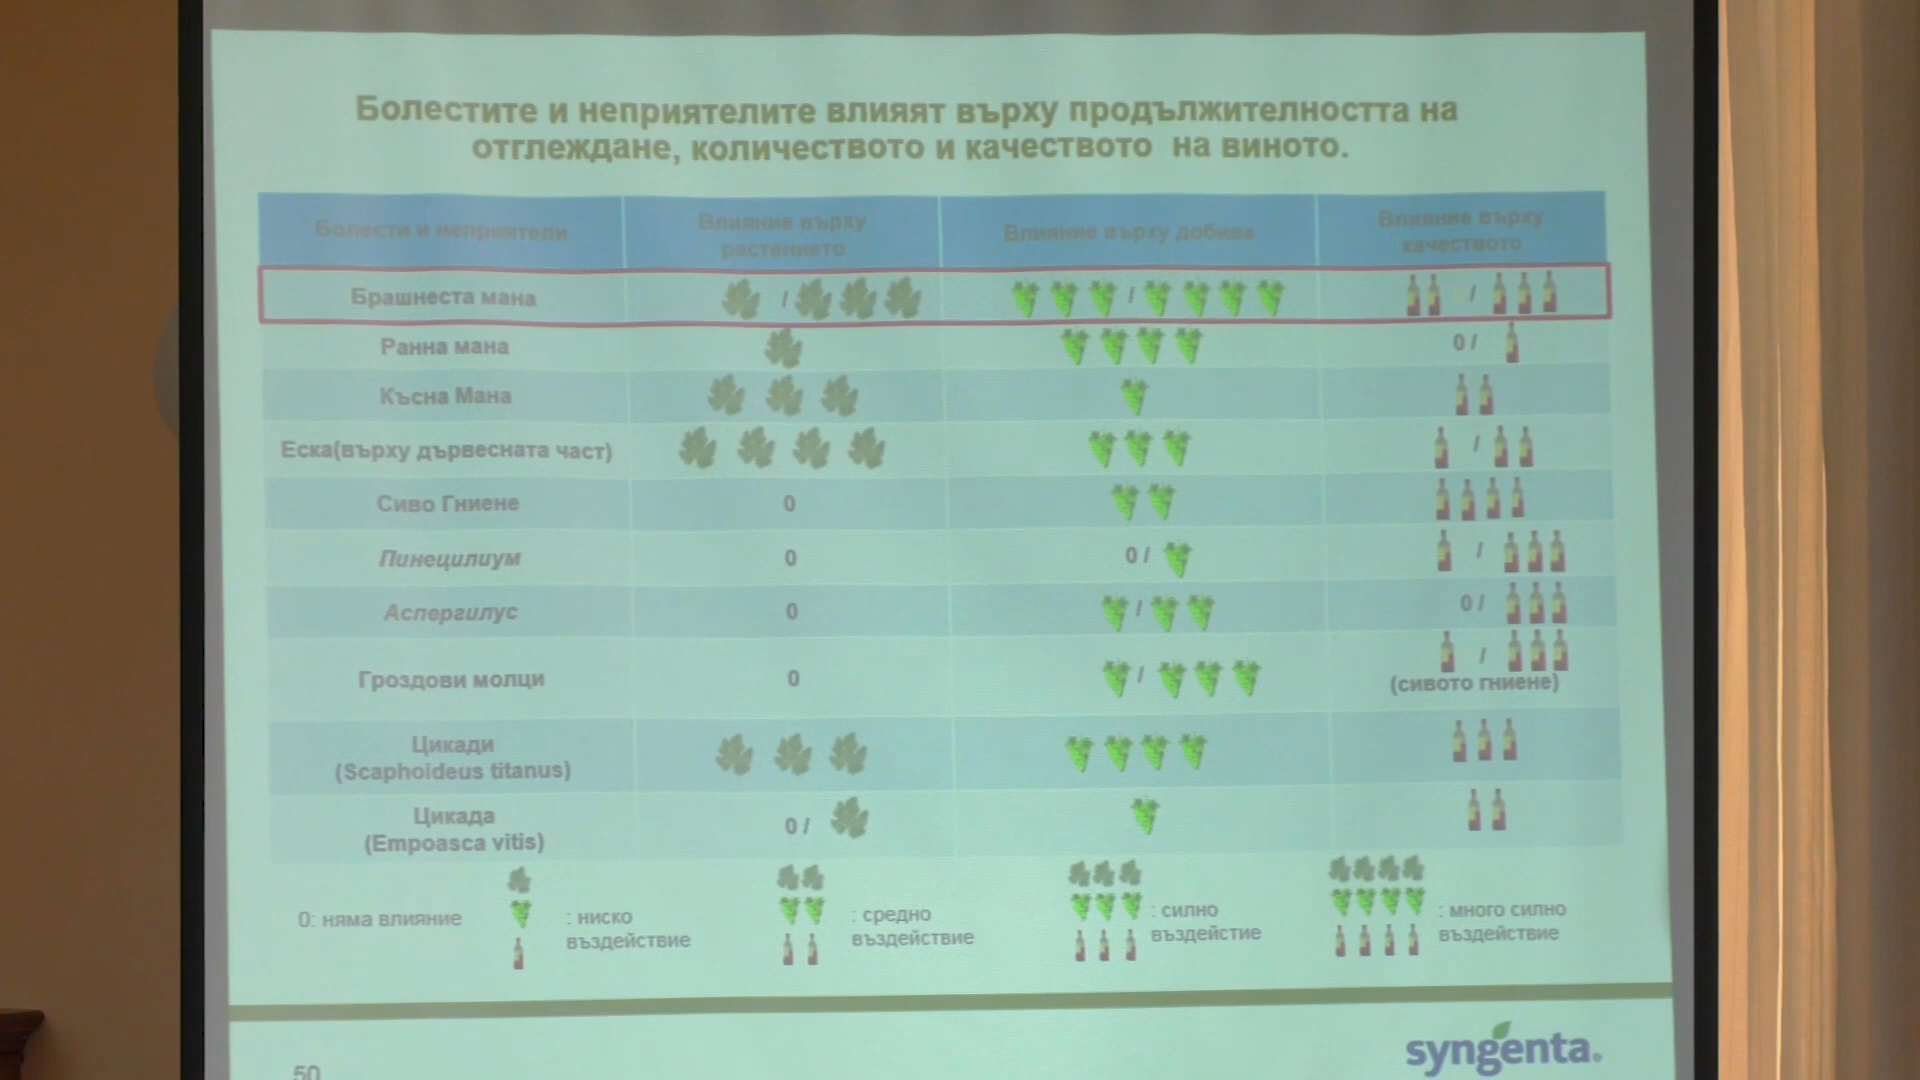 Болестите и неприятелите влияят върху продължителността на
отглеждане, количеството и качеството на виното.
Болести и неприятели
Влияние върху
растението
Влияние върху добива
Влияние върху
качеството
Брашнеста мана / / /
Ранна мана 0 /
Късна Мана
Еска(върху дървесната част) /
Сиво Гниене 0
Пинецилиум 0 0 / /
Аспергилус 0 / 0 /
Гроздови молци 0 / /
(сивото гниене)
Цикади
(Scaphoideus titanus)
Цикада
(Empoasca vitis)
0 /
0: няма влияние
: ниско
въздействие
: средно
въздействие
: силно
въздейстие
: много силно
въздействие
syngenta.
50